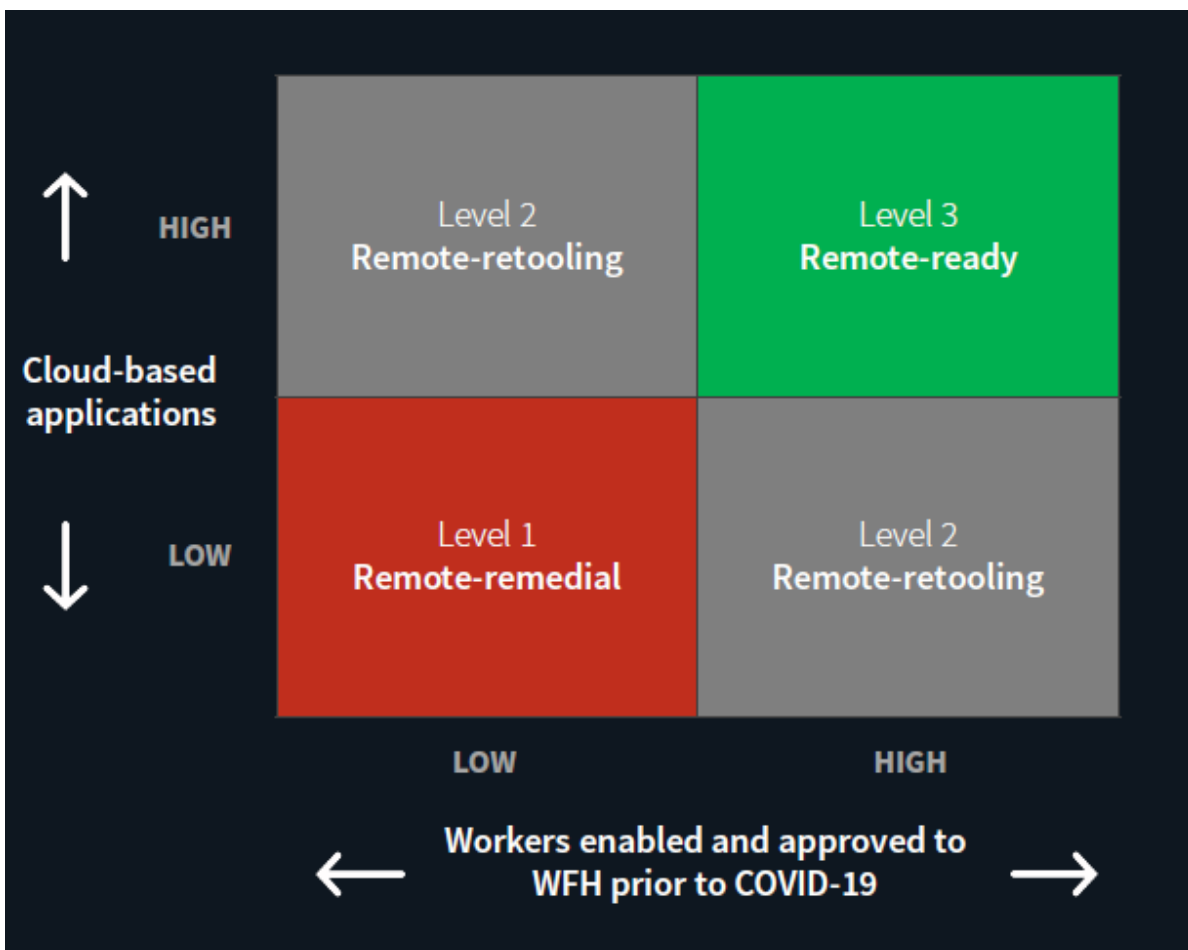 Level 2
Remote-retooling
Level 3
Remote-ready
HIGH
Cloud-based
applications
LOW
Level 1
Remote-remedial
Level 2
Remote-retooling
LOW
HIGH
Workers enabled and approved to
WFH prior to COVID-19